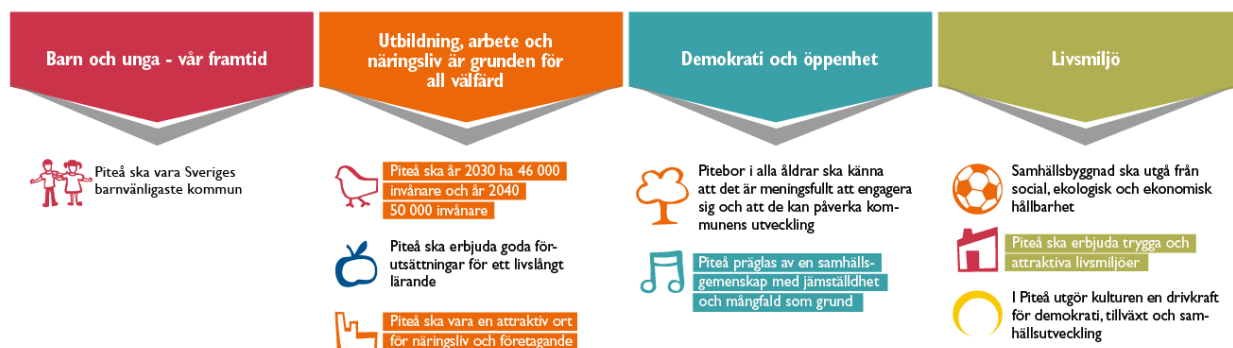 Barn och unga - vår framtid
Piteå ska vara Sveriges
barnvänligaste kommun
Utbildning, arbete och
näringsliv är grunden för
all välfärd
Piteå ska år 2030 ha 46 000
invånare och år 2040
50 000 invånare
Piteå ska erbjuda goda för-
utsättningar för ett livslångt
lärande
Piteå ska vara en attraktiv ort
för näringsliv och företagande
Demokrati och öppenhet
Pitebor i alla åldrar ska känna
att det är meningsfullt att engagera
sig och att de kan påverka kom-
munens utveckling
Piteå präglas av en samhälls-
gemenskap med jämställdhet
och mångfald som grund
Livsmiljö
Samhällsbyggnad ska utgå från
social, ekologisk och ekonomisk
hållbarhet
Piteå ska erbjuda trygga och
attraktiva livsmiljöer
I Piteå utgör kulturen en drivkraft
för demokrati, tillväxt och sam-
hällsutveckling